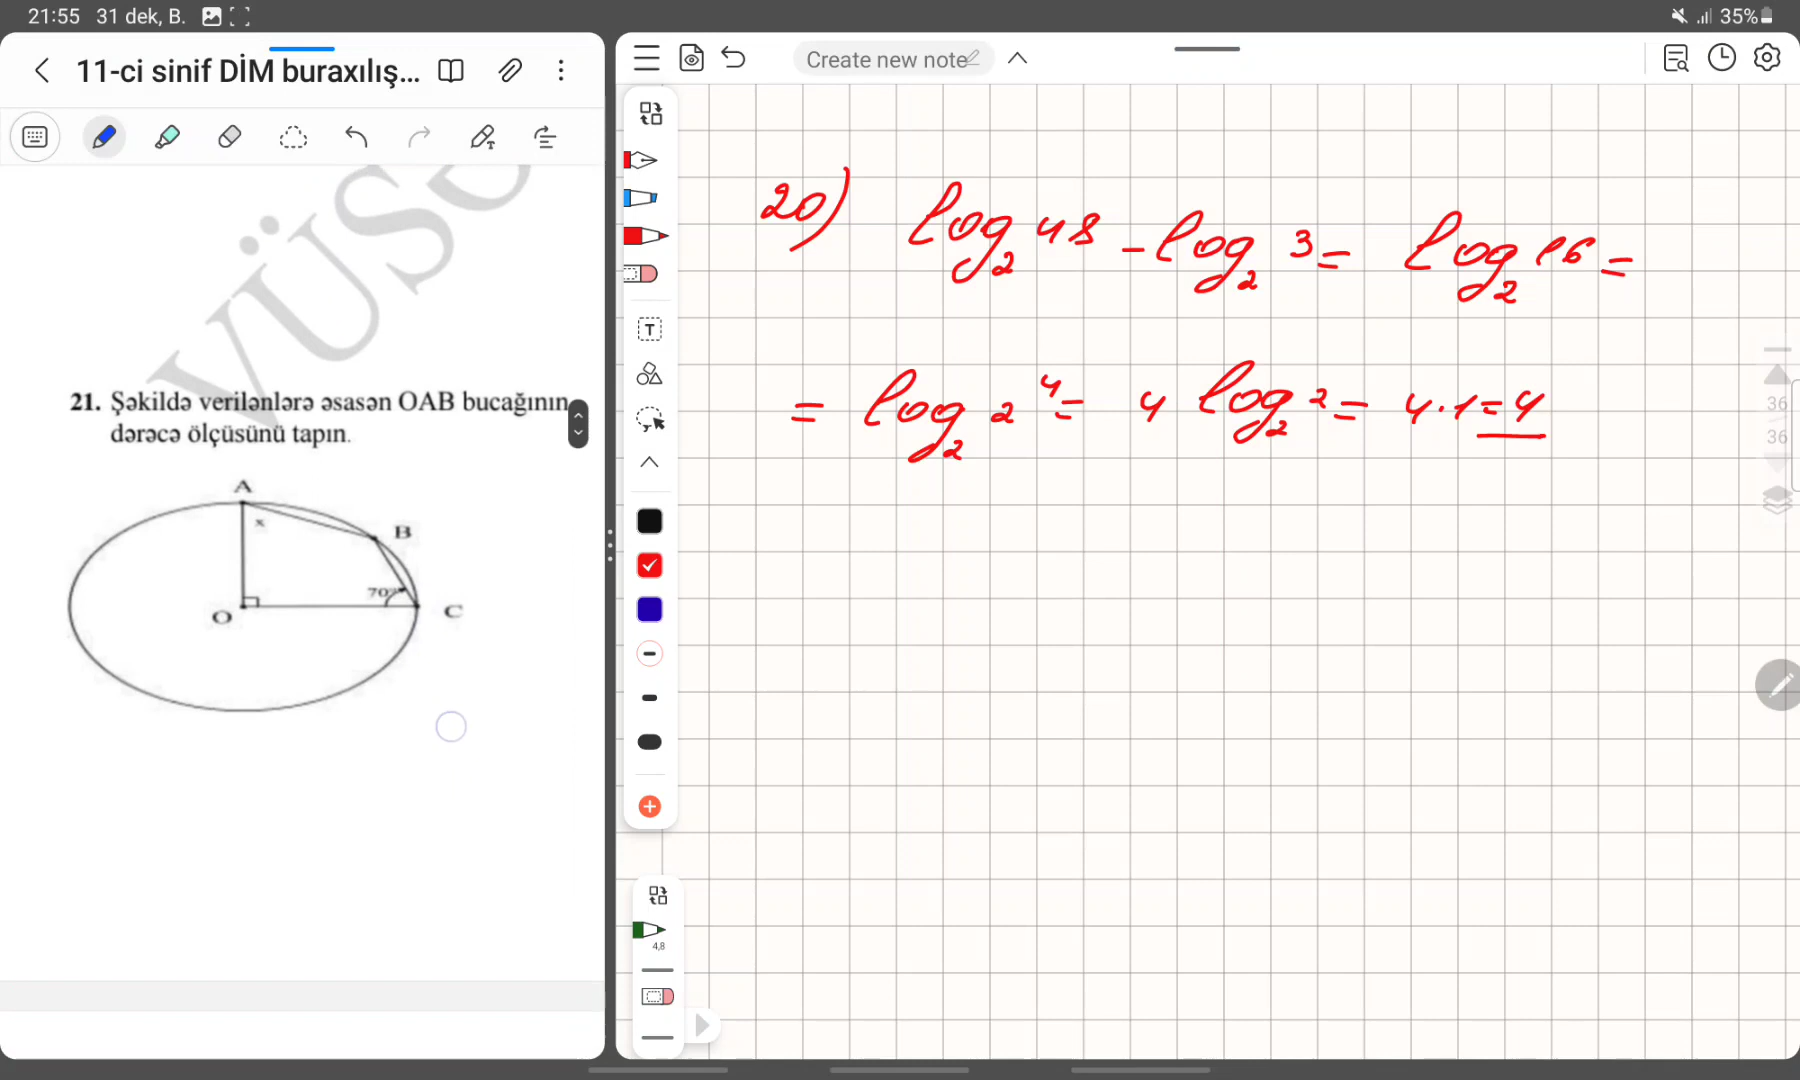 21:55 31 dek, B.
35%
11-ci sinif DİM buraxılış...
Create new note
VÜS
21. Şəkildə verilənlərə əsasən OAB bucağının
dərəcə ölçüsünü tapın.
A
x
B
70°
O
C
T
4,8
36
36
20) log₂ 48 - log₂ 3 = log₂ 16 =
= log₂ 2⁴ = 4 log₂ 2 = 4·1=4